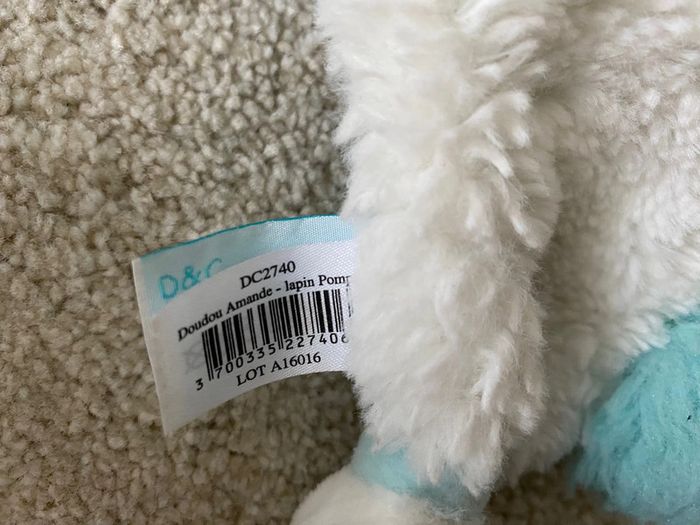 D&C
DC2740
Doudou Amande - lapin Pomp
3 700335 227406
LOT A16016